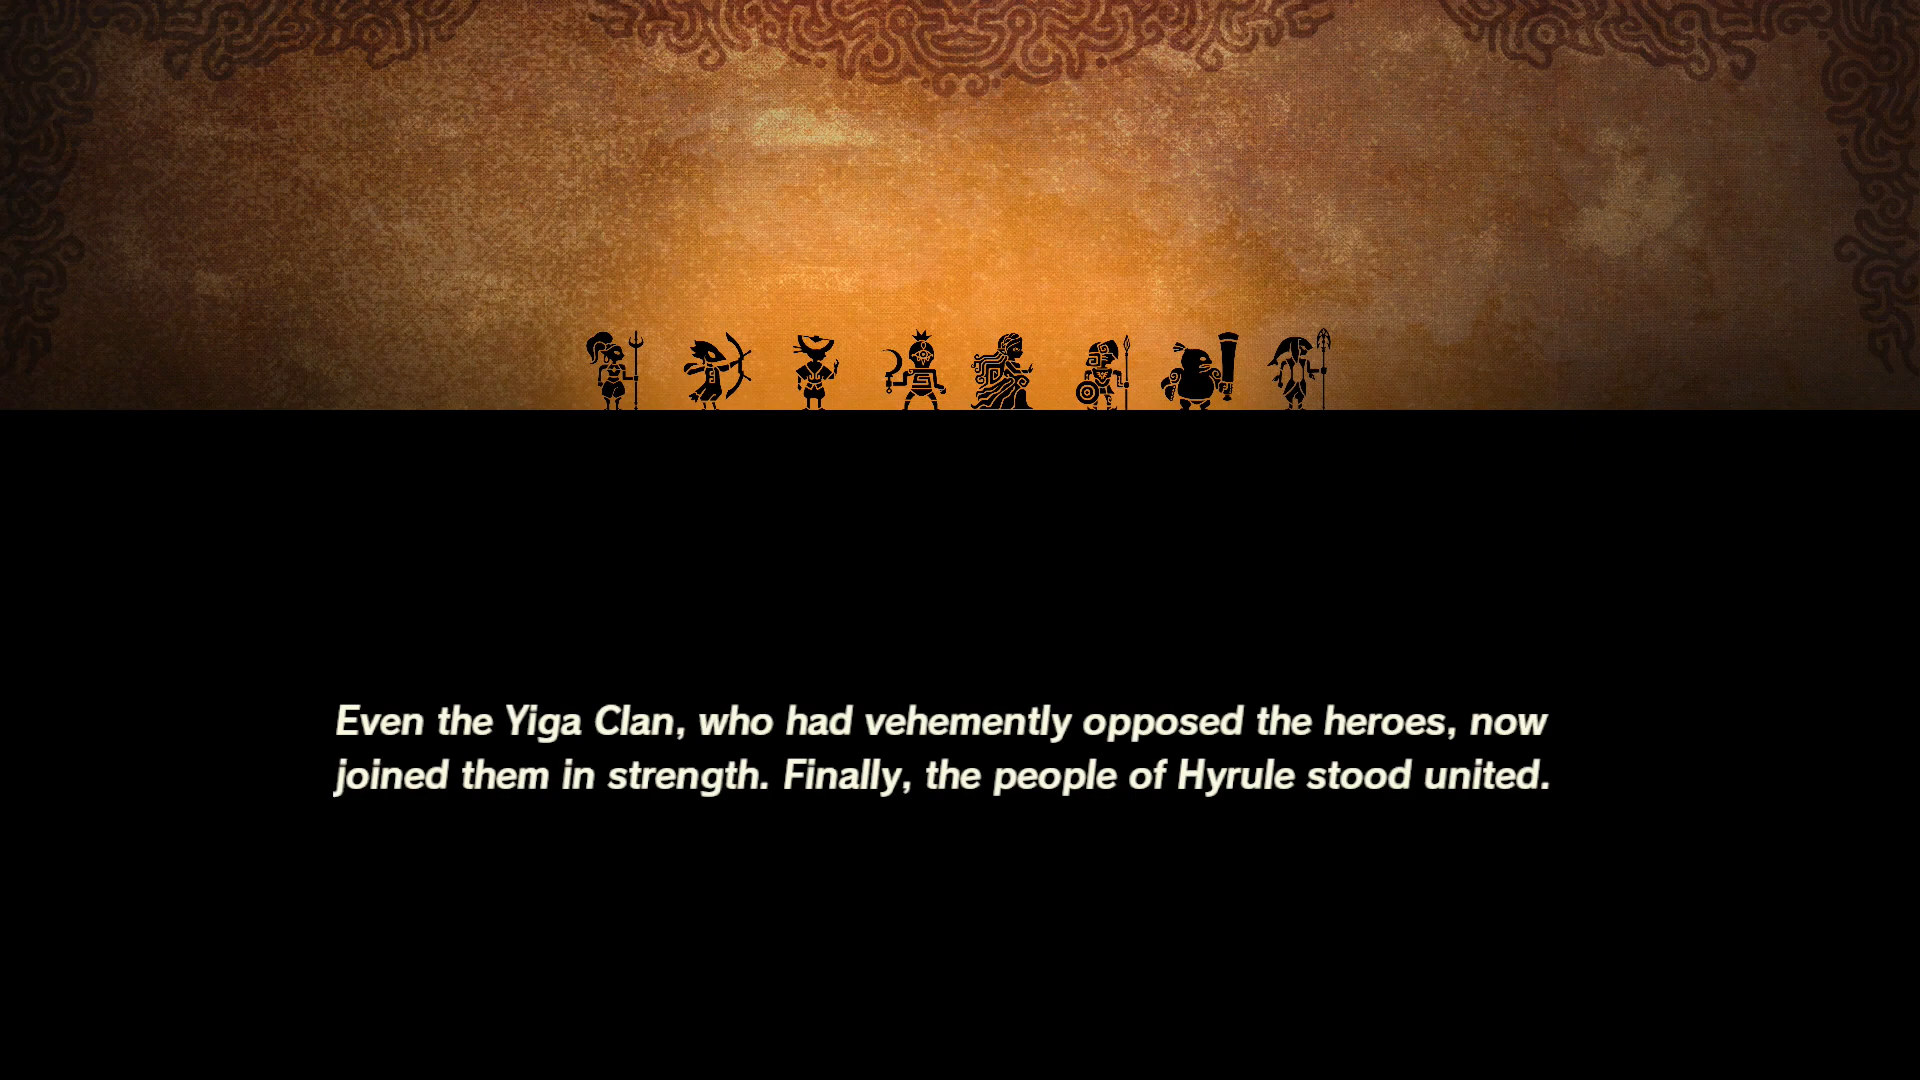 Even the Yiga Clan, who had vehemently opposed the heroes, now
joined them in strength. Finally, the people of Hyrule stood united.